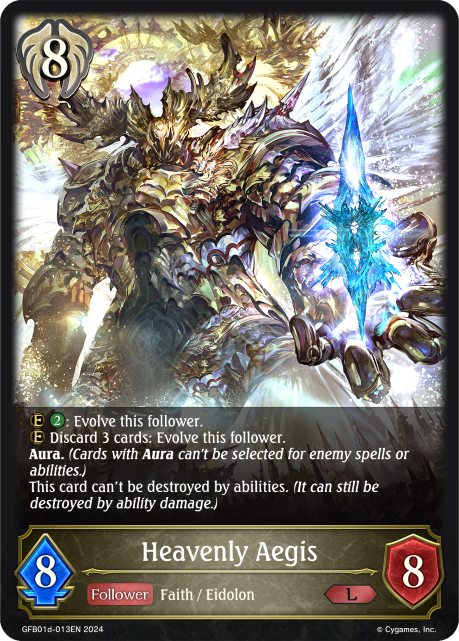 8
E 2: Evolve this follower.
E Discard 3 cards: Evolve this follower.
Aura. (Cards with Aura can't be selected for enemy spells or
abilities.)
This card can't be destroyed by abilities. (It can still be
destroyed by ability damage.)
Heavenly Aegis
8 Follower Faith / Eidolon L 8
GFB01d-013EN 2024 © Cygames, Inc.